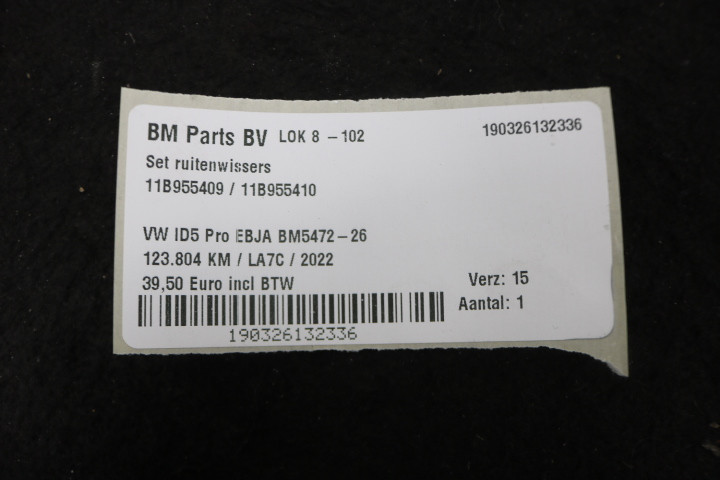 BM Parts BV LOK 8 - 102
190326132336
Set ruitenwissers
11B955409 / 11B955410
VW ID5 Pro EBJA BM5472-26
123.804 KM / LA7C / 2022
39,50 Euro incl BTW
Verz: 15
Aantal: 1
190326132336